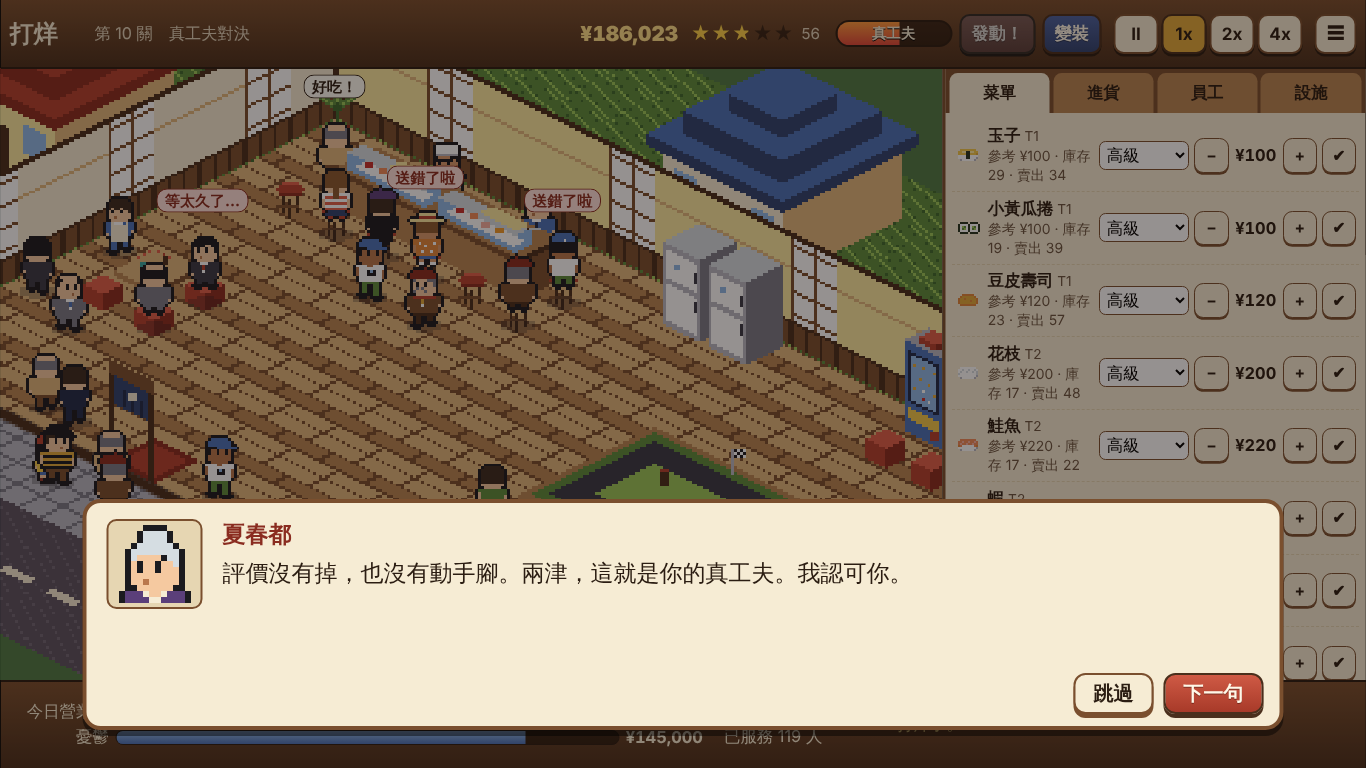 打烊
第 10 關 真工夫對決
¥186,023 ★★★★★ 56
真工夫
發動！
變裝
II 1x 2x 4x
菜單 進貨 員工 設施
好吃！
送錯了啦
等太久了…
送錯了啦
玉子 T1
參考 ¥100 · 庫存
29 · 賣出 34
高級 − ¥100 + ✔
小黃瓜捲 T1
參考 ¥100 · 庫存
19 · 賣出 39
高級 − ¥100 + ✔
豆皮壽司 T1
參考 ¥120 · 庫存
23 · 賣出 57
高級 − ¥120 + ✔
花枝 T2
參考 ¥200 · 庫
存 17 · 賣出 48
高級 − ¥200 + ✔
鮭魚 T2
參考 ¥220 · 庫
存 17 · 賣出 22
高級 − ¥220 + ✔
+ ✔
+ ✔
+ ✔
夏春都
評價沒有掉，也沒有動手腳。兩津，這就是你的真工夫。我認可你。
跳過 下一句
今日營
憂鬱 ¥145,000 已服務 119 人